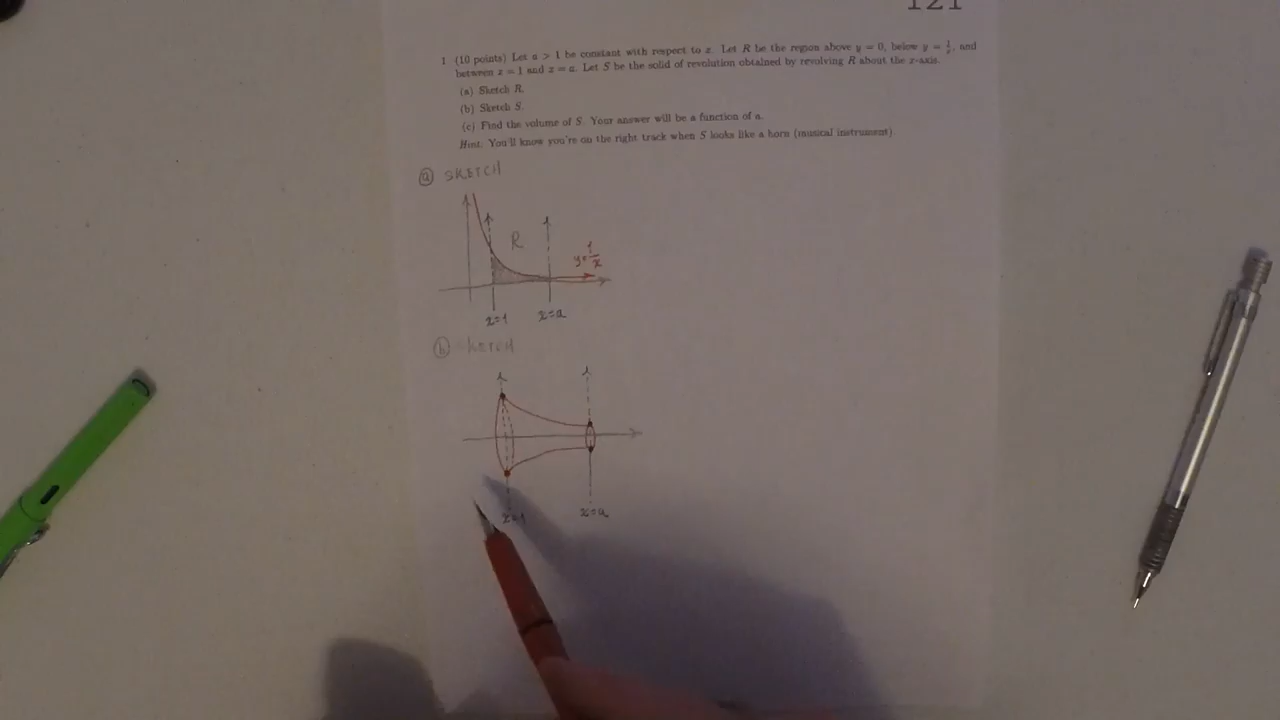 121
1 (10 points) Let a > 1 be constant with respect to x. Let R be the region above y = 0, below y = 1/x, and
between x = 1 and x = a. Let S be the solid of revolution obtained by revolving R about the x-axis.
(a) Sketch R.
(b) Sketch S.
(c) Find the volume of S. Your answer will be a function of a.
Hint. You'll know you're on the right track when S looks like a horn (musical instrument)
(a) SKETCH
R
y=1/x
x=1 x=a
(b) SKETCH
x=1 x=a